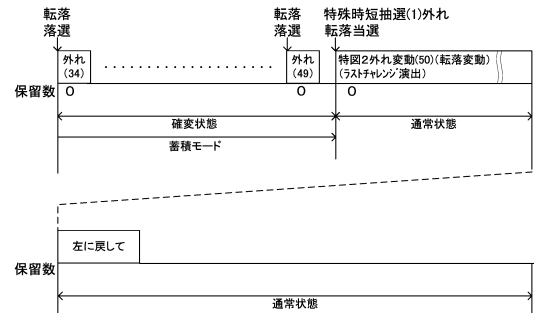 転落
落選
転落
落選
特殊時短抽選(1)外れ
転落当選
外れ
(34)
外れ
(49)
特図2外れ変動(50)(転落変動)
(ラストチャレンジ演出)
保留数
0
0
0
確変状態
通常状態
蓄積モード
左に戻して
保留数
通常状態